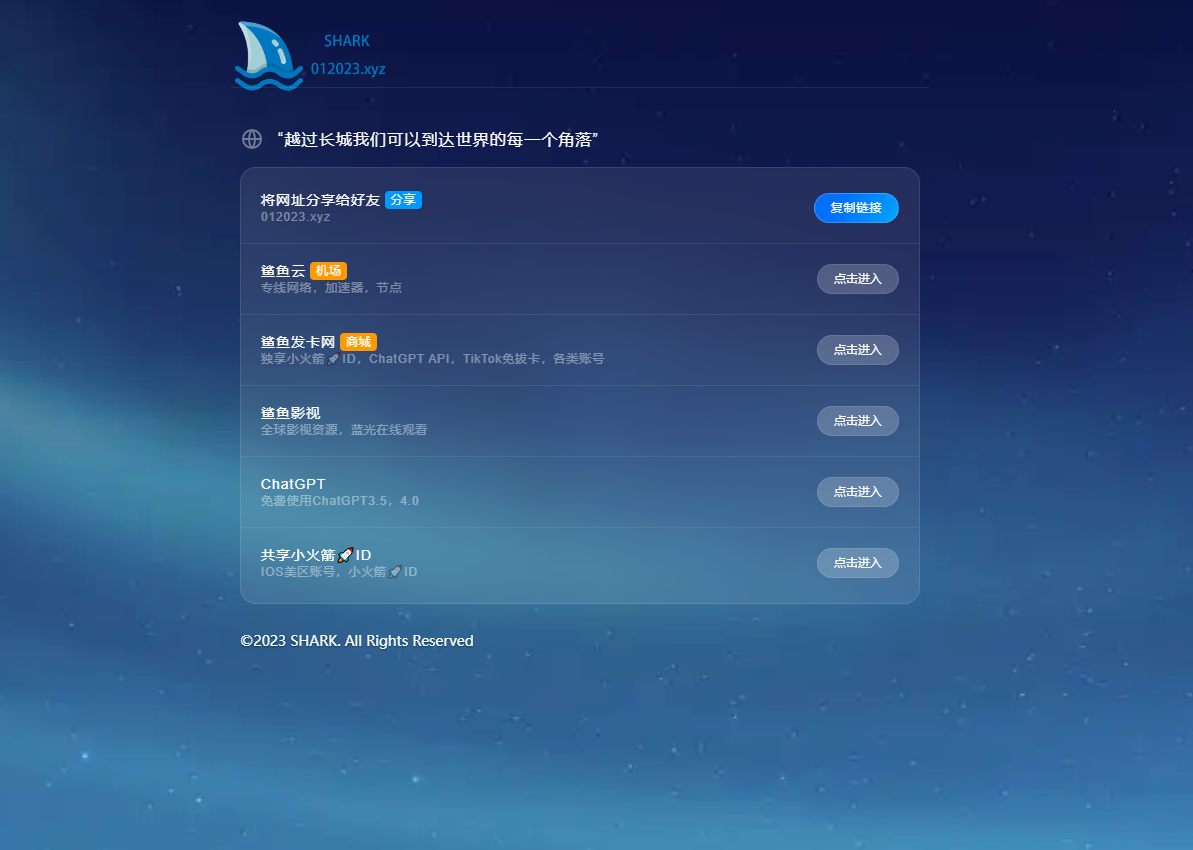 SHARK
012023.xyz
“越过长城我们可以到达世界的每一个角落”
将网址分享给好友 分享
012023.xyz
复制链接
鲨鱼云 机场
专线网络，加速器，节点
点击进入
鲨鱼发卡网 商城
独享小火箭🚀ID，ChatGPT API，TikTok免拔卡，各类账号
点击进入
鲨鱼影视
全球影视资源，蓝光在线观看
点击进入
ChatGPT
免费使用ChatGPT3.5，4.0
点击进入
共享小火箭🚀ID
IOS美区账号，小火箭🚀ID
点击进入
©2023 SHARK. All Rights Reserved